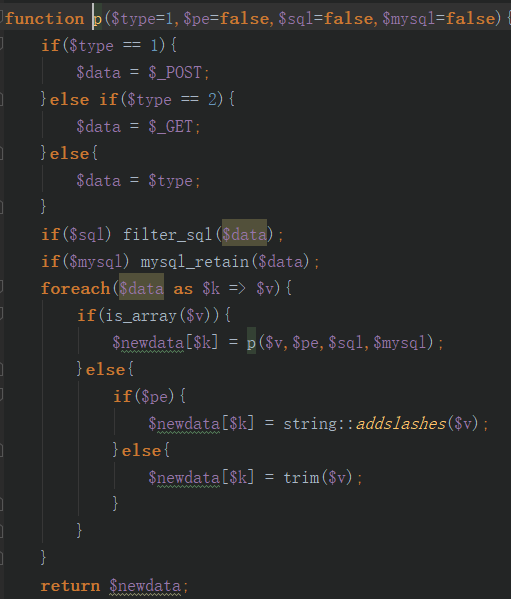 function p($type=1,$pe=false,$sql=false,$mysql=false){
if($type == 1){
$data = $_POST;
}else if($type == 2){
$data = $_GET;
}else{
$data = $type;
}
if($sql) filter_sql($data);
if($mysql) mysql_retain($data);
foreach($data as $k => $v){
if(is_array($v)){
$newdata[$k] = p($v,$pe,$sql,$mysql);
}else{
if($pe){
$newdata[$k] = string::addslashes($v);
}else{
$newdata[$k] = trim($v);
}
}
}
return $newdata;